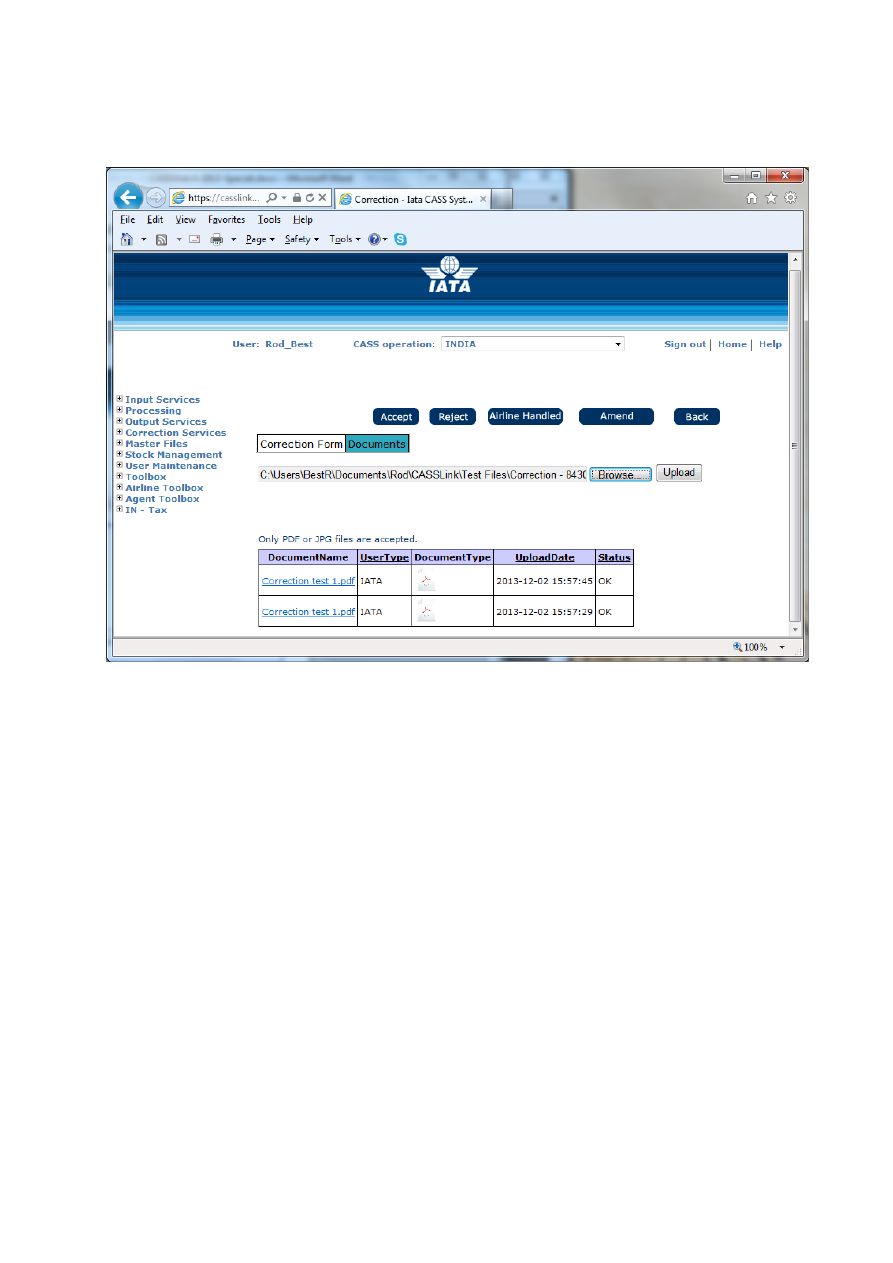 https://casslink...
Correction - Iata CASS Syst...
File Edit View Favorites Tools Help
Page Safety Tools
IATA
User: Rod_Best CASS operation: INDIA Sign out | Home | Help
Input Services
Processing
Output Services
Correction Services
Master Files
Stock Management
User Maintenance
Toolbox
Airline Toolbox
Agent Toolbox
IN - Tax
Accept Reject Airline Handled Amend Back
Correction Form Documents
C:\Users\BestR\Documents\Rod\CASSLink\Test Files\Correction - 8430 Browse... Upload
Only PDF or JPG files are accepted.
DocumentName UserType DocumentType UploadDate Status
Correction test 1.pdf IATA 2013-12-02 15:57:45 OK
Correction test 1.pdf IATA 2013-12-02 15:57:29 OK
100%